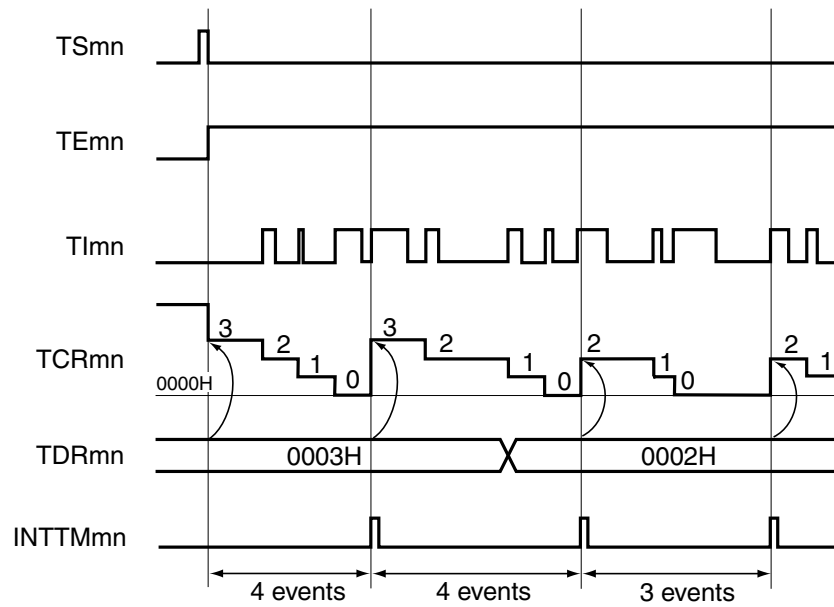 TSmn
TEmn
TImn
TCRmn
3 2 1 0 3 2 1 0 2 1 0 2 1
0000H
TDRmn
0003H 0002H
INTTMmn
4 events 4 events 3 events